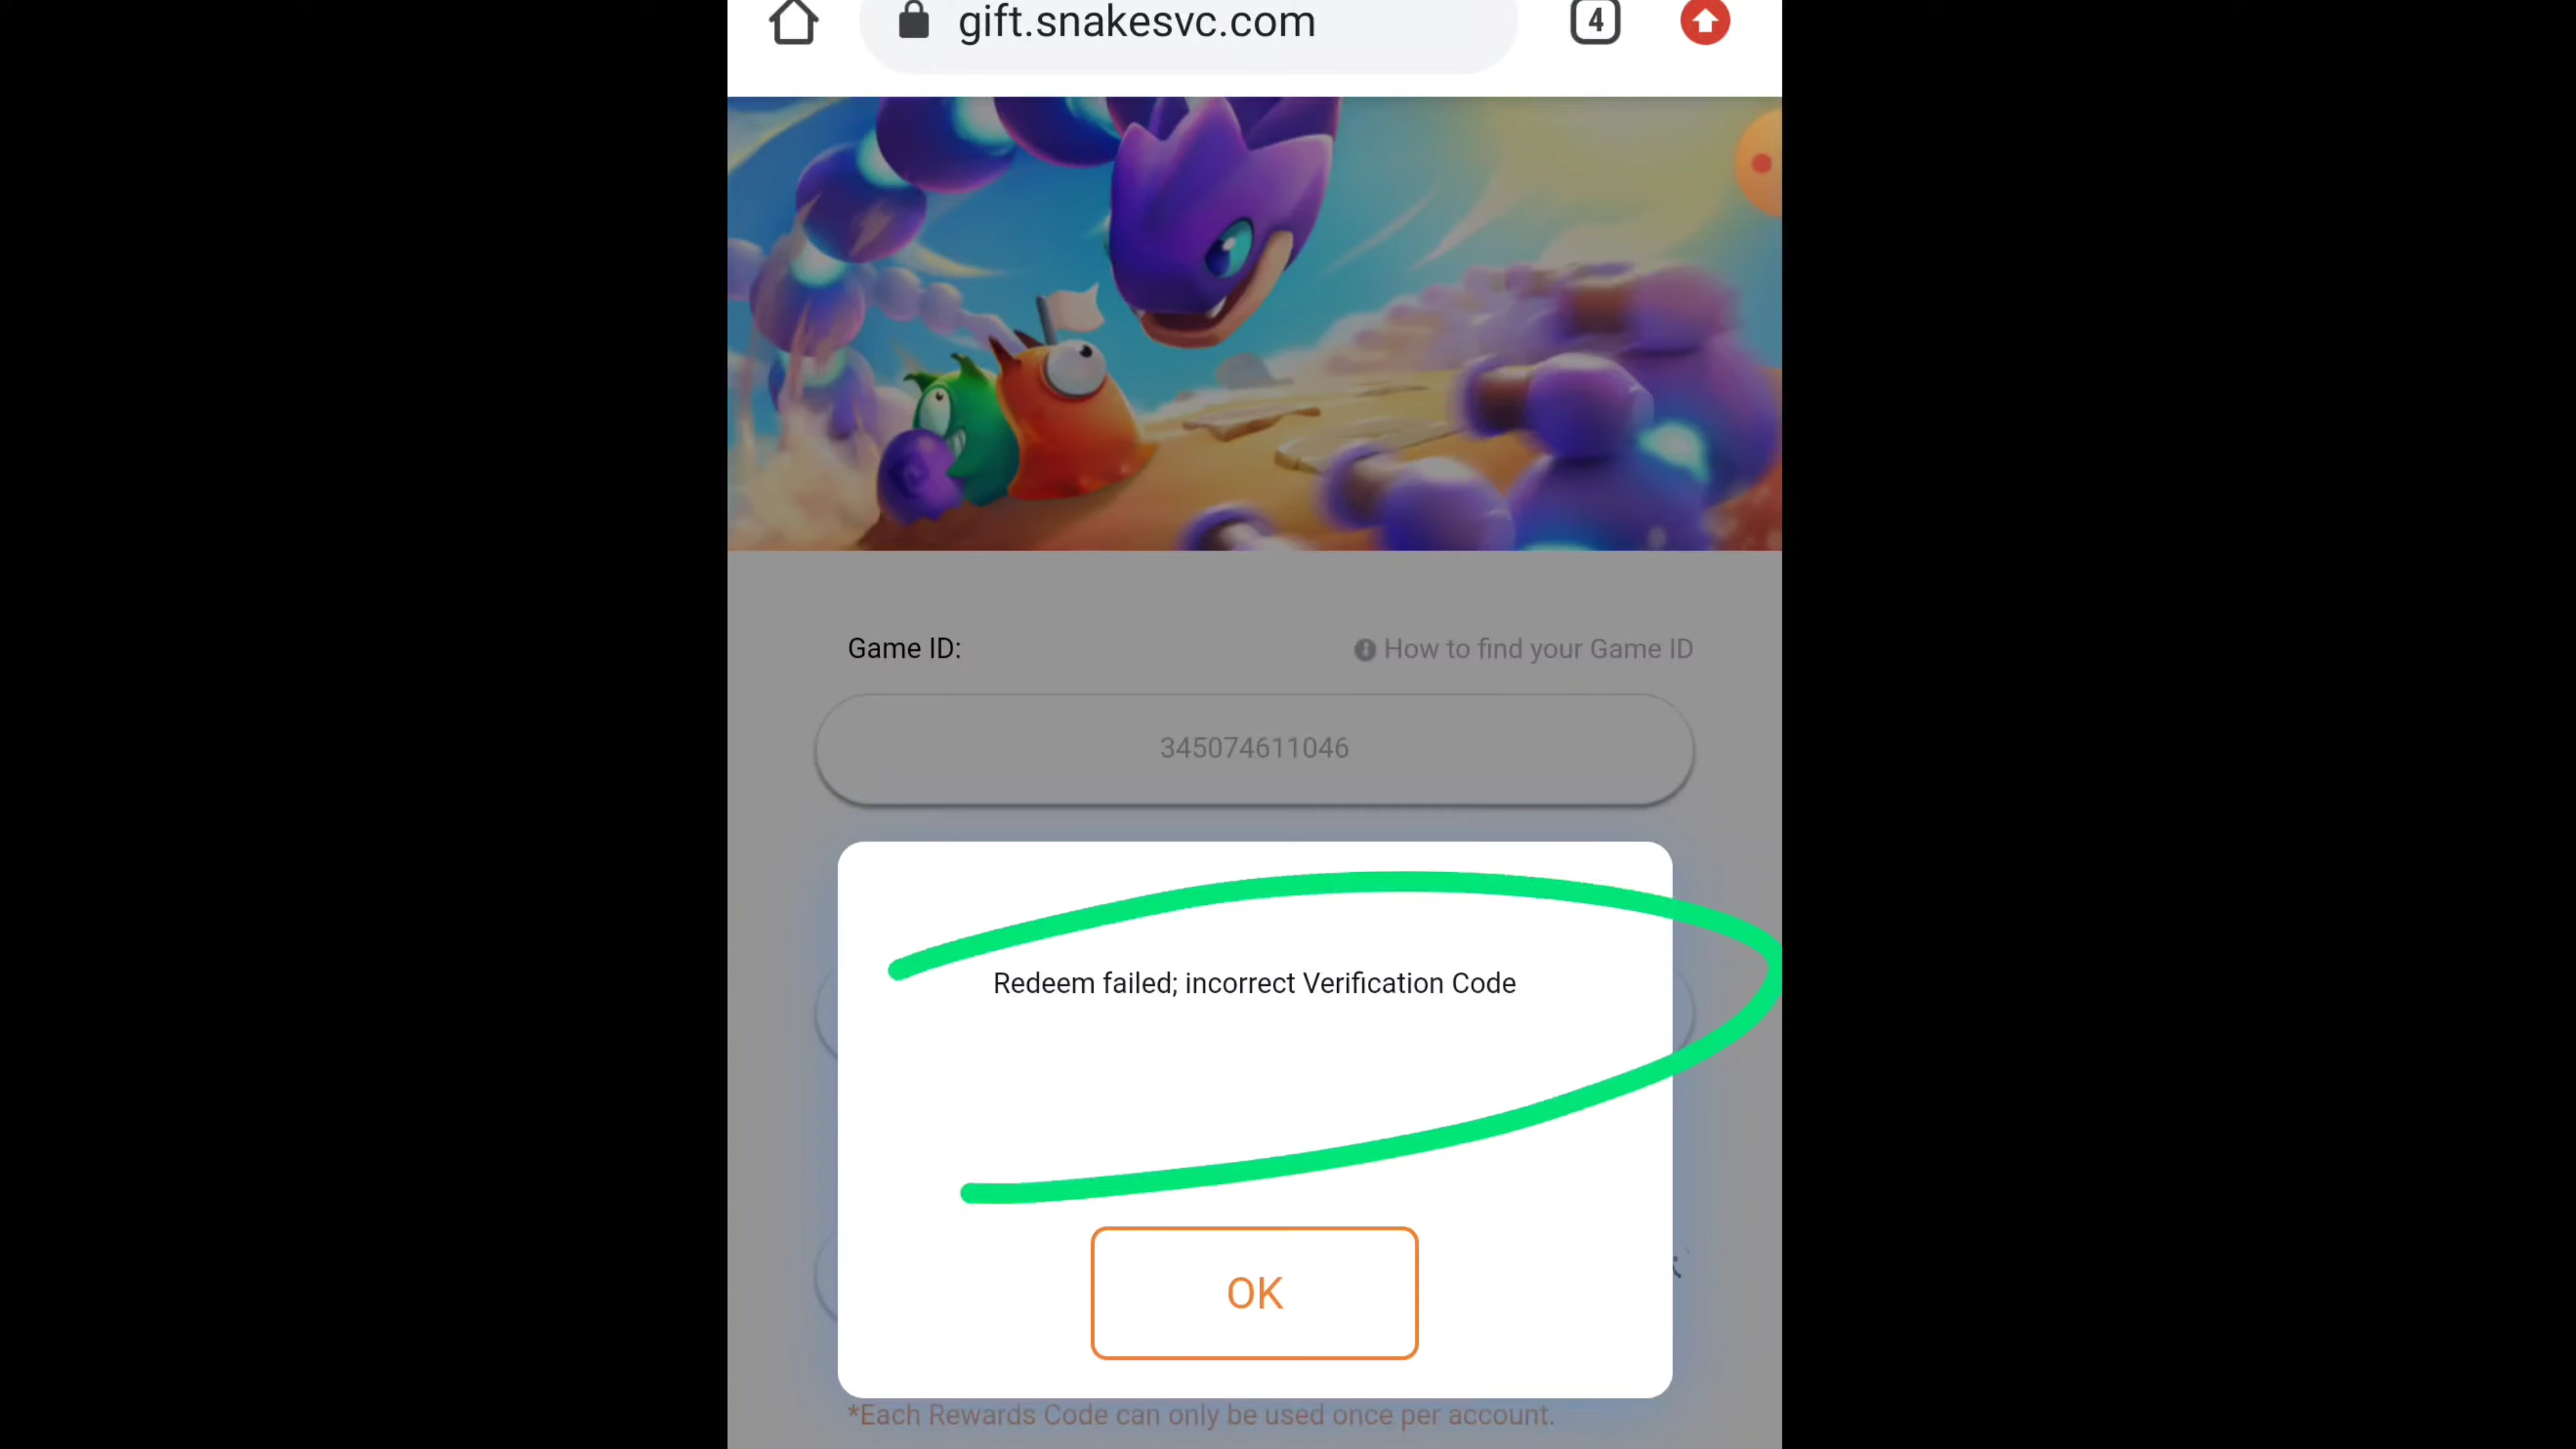 gift.snakesvc.com
4
Game ID:
How to find your Game ID
345074611046
Redeem failed; incorrect Verification Code
OK
*Each Rewards Code can only be used once per account.